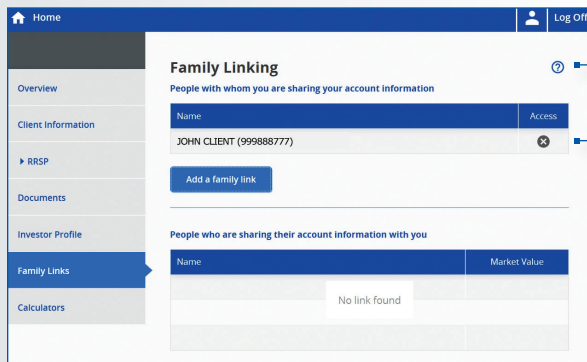 Home
Log Off
Family Linking
People with whom you are sharing your account information
Name Access
JOHN CLIENT (999888777)
Add a family link
People who are sharing their account information with you
Name Market Value
No link found
Overview
Client Information
RRSP
Documents
Investor Profile
Family Links
Calculators